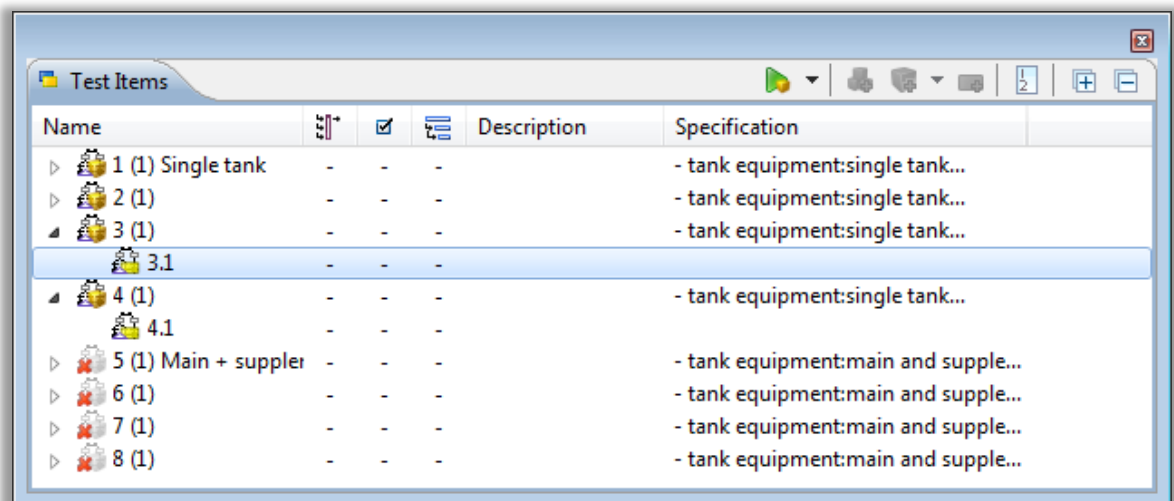 Test Items
Name Description Specification
1 (1) Single tank - - - - tank equipment:single tank...
2 (1) - - - - tank equipment:single tank...
3 (1) - - - - tank equipment:single tank...
3.1 - - -
4 (1) - - - - tank equipment:single tank...
4.1 - - -
5 (1) Main + suppler - - - - tank equipment:main and supple...
6 (1) - - - - tank equipment:main and supple...
7 (1) - - - - tank equipment:main and supple...
8 (1) - - - - tank equipment:main and supple...